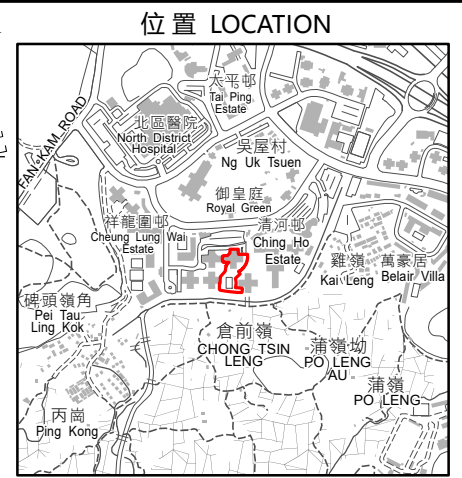 位置 LOCATION
太平邨
Tai Ping
Estate
FAN KAM ROAD
北區醫院
North District
Hospital
吳屋村
Ng Uk Tsuen
御皇庭
Royal Green
祥龍圍邨
Cheung Lung Wai
Estate
清河邨
Ching Ho
Estate
雞嶺
Kai Leng
萬豪居
Belair Villa
碑頭嶺角
Pei Tau
Ling Kok
倉前嶺
CHONG TSIN
LENG
蒲嶺坳
PO LENG
AU
蒲嶺
PO LENG
丙崗
Ping Kong